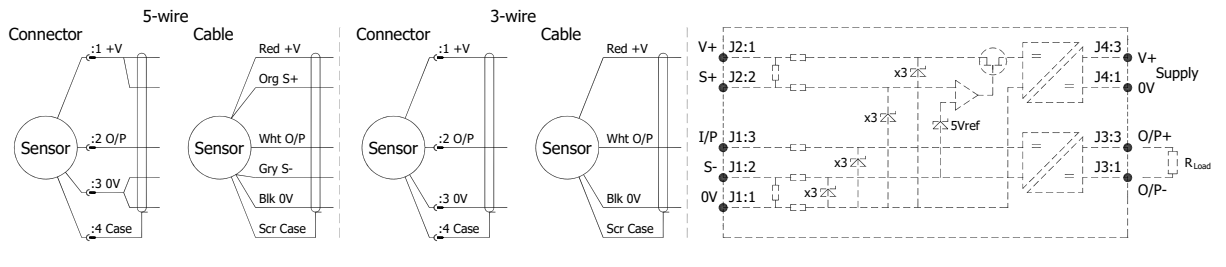 5-wire
Connector
Cable
:1 +V
:2 O/P
:3 0V
:4 Case
Sensor
Red +V
Org S+
Wht O/P
Gry S-
Blk 0V
Scr Case
Sensor
3-wire
Connector
Cable
:1 +V
:2 O/P
:3 0V
:4 Case
Sensor
Red +V
Wht O/P
Blk 0V
Scr Case
Sensor
V+ J2:1
S+ J2:2
I/P J1:3
S- J1:2
0V J1:1
x3
x3
5Vref
x3
x3
J4:3 V+
Supply
J4:1 0V
J3:3 O/P+
RLoad
J3:1 O/P-